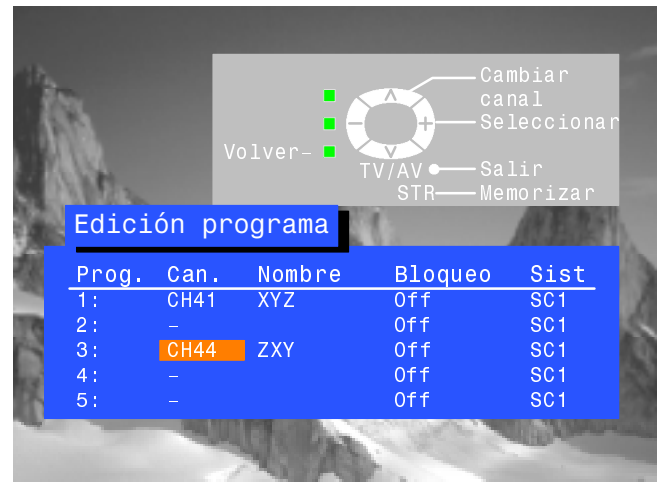 Cambiar
canal
Seleccionar
Volver-
TV/AV Salir
STR Memorizar
Edición programa
Prog. Can. Nombre Bloqueo Sist
1: CH41 XYZ Off SC1
2: - Off SC1
3: CH44 ZXY Off SC1
4: - Off SC1
5: - Off SC1